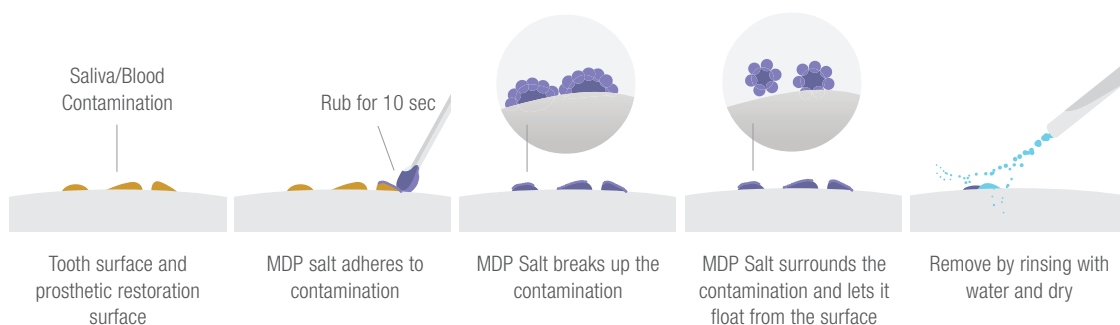 Saliva/Blood
Contamination
Rub for 10 sec
Tooth surface and
prosthetic restoration
surface
MDP salt adheres to
contamination
MDP Salt breaks up the
contamination
MDP Salt surrounds the
contamination and lets it
float from the surface
Remove by rinsing with
water and dry